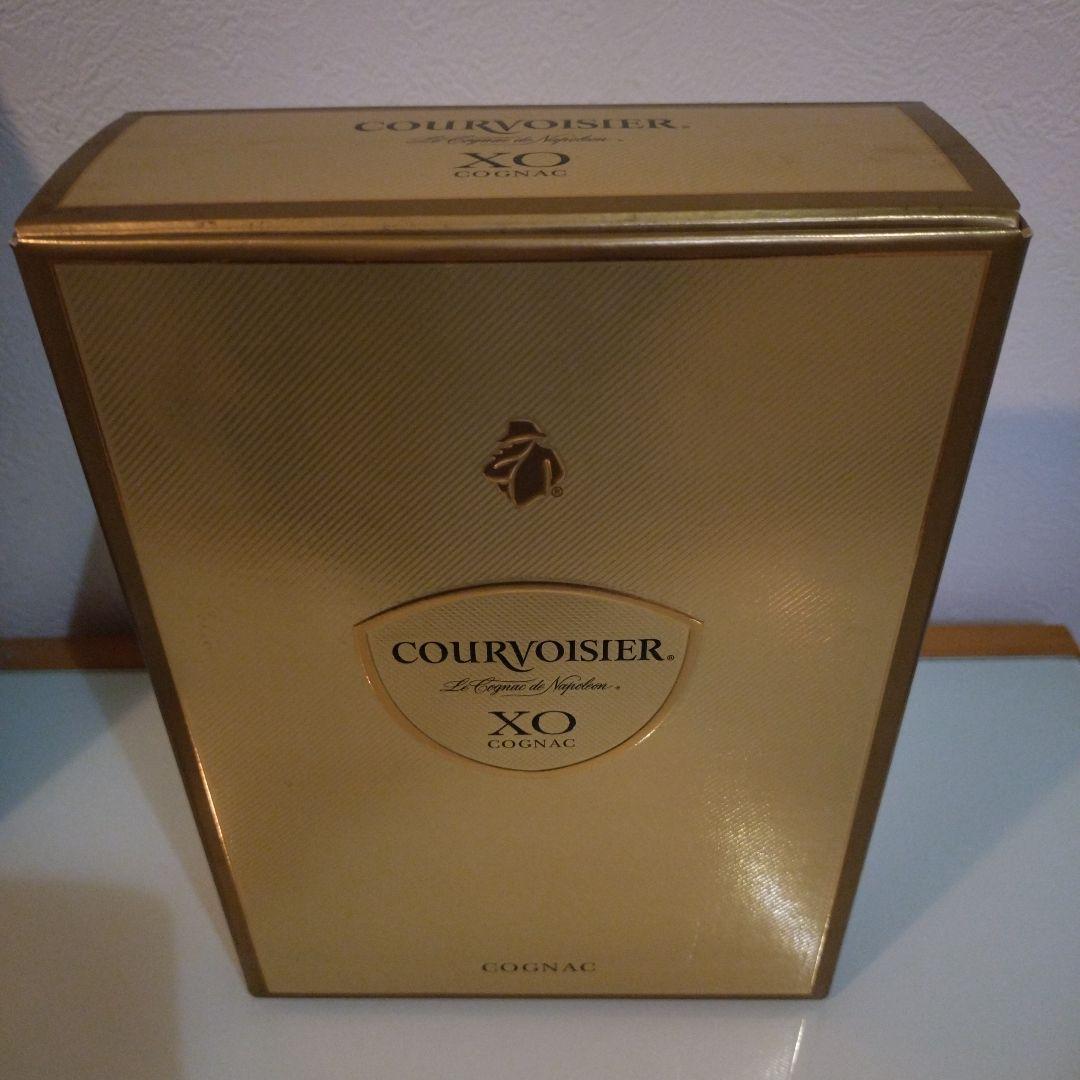 COURVOISIER®
Le Cognac de Napoleon
XO
COGNAC
®
COURVOISIER®
Le Cognac de Napoleon
XO
COGNAC
COGNAC